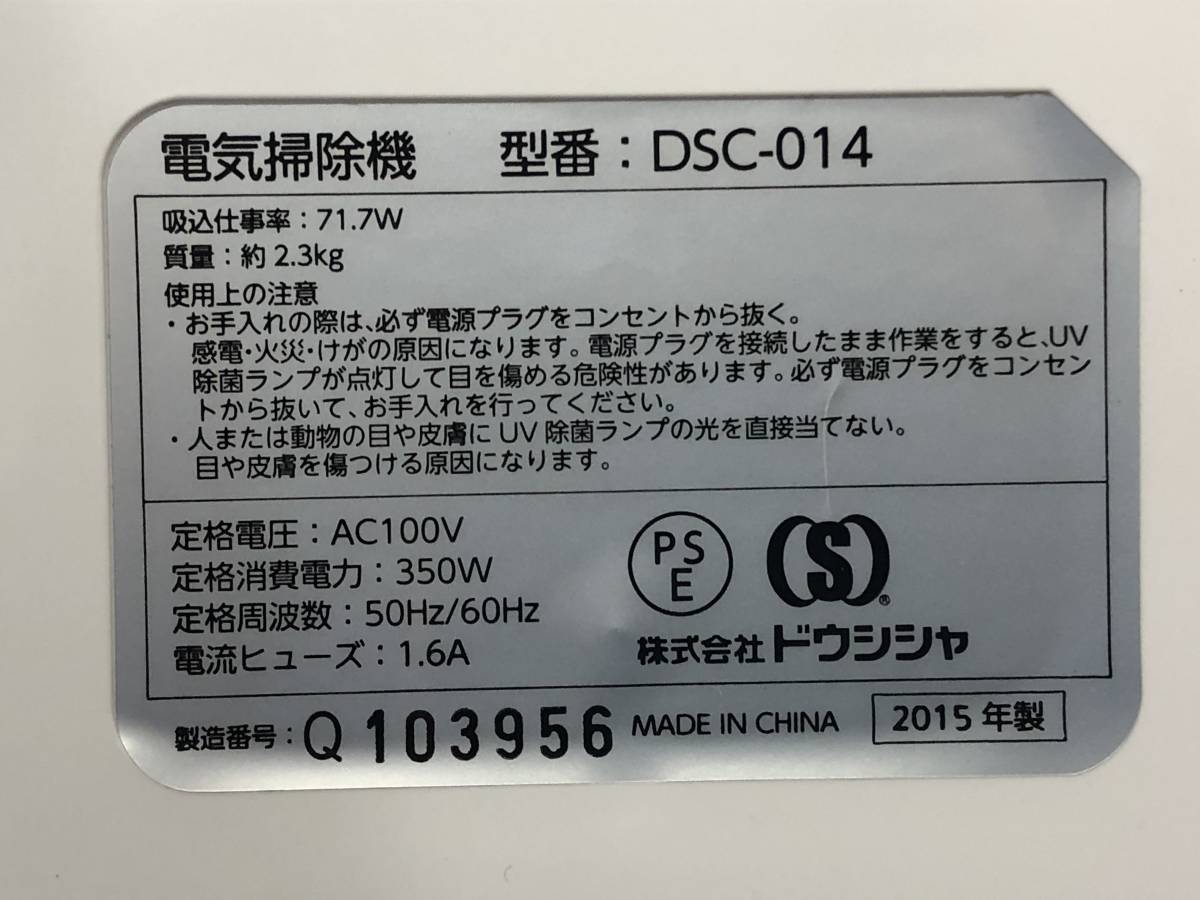 電気掃除機 型番：DSC-014
吸込仕事率：71.7W
質量：約2.3kg
使用上の注意
・お手入れの際は、必ず電源プラグをコンセントから抜く。
感電・火災・けがの原因になります。電源プラグを接続したまま作業をすると、UV
除菌ランプが点灯して目を傷める危険性があります。必ず電源プラグをコンセン
トから抜いて、お手入れを行ってください。
・人または動物の目や皮膚にUV除菌ランプの光を直接当てない。
目や皮膚を傷つける原因になります。
定格電圧：AC100V
定格消費電力：350W
定格周波数：50Hz/60Hz
電流ヒューズ：1.6A
PS
E
(S)®
株式会社ドウシシャ
製造番号：Q103956 MADE IN CHINA 2015年製